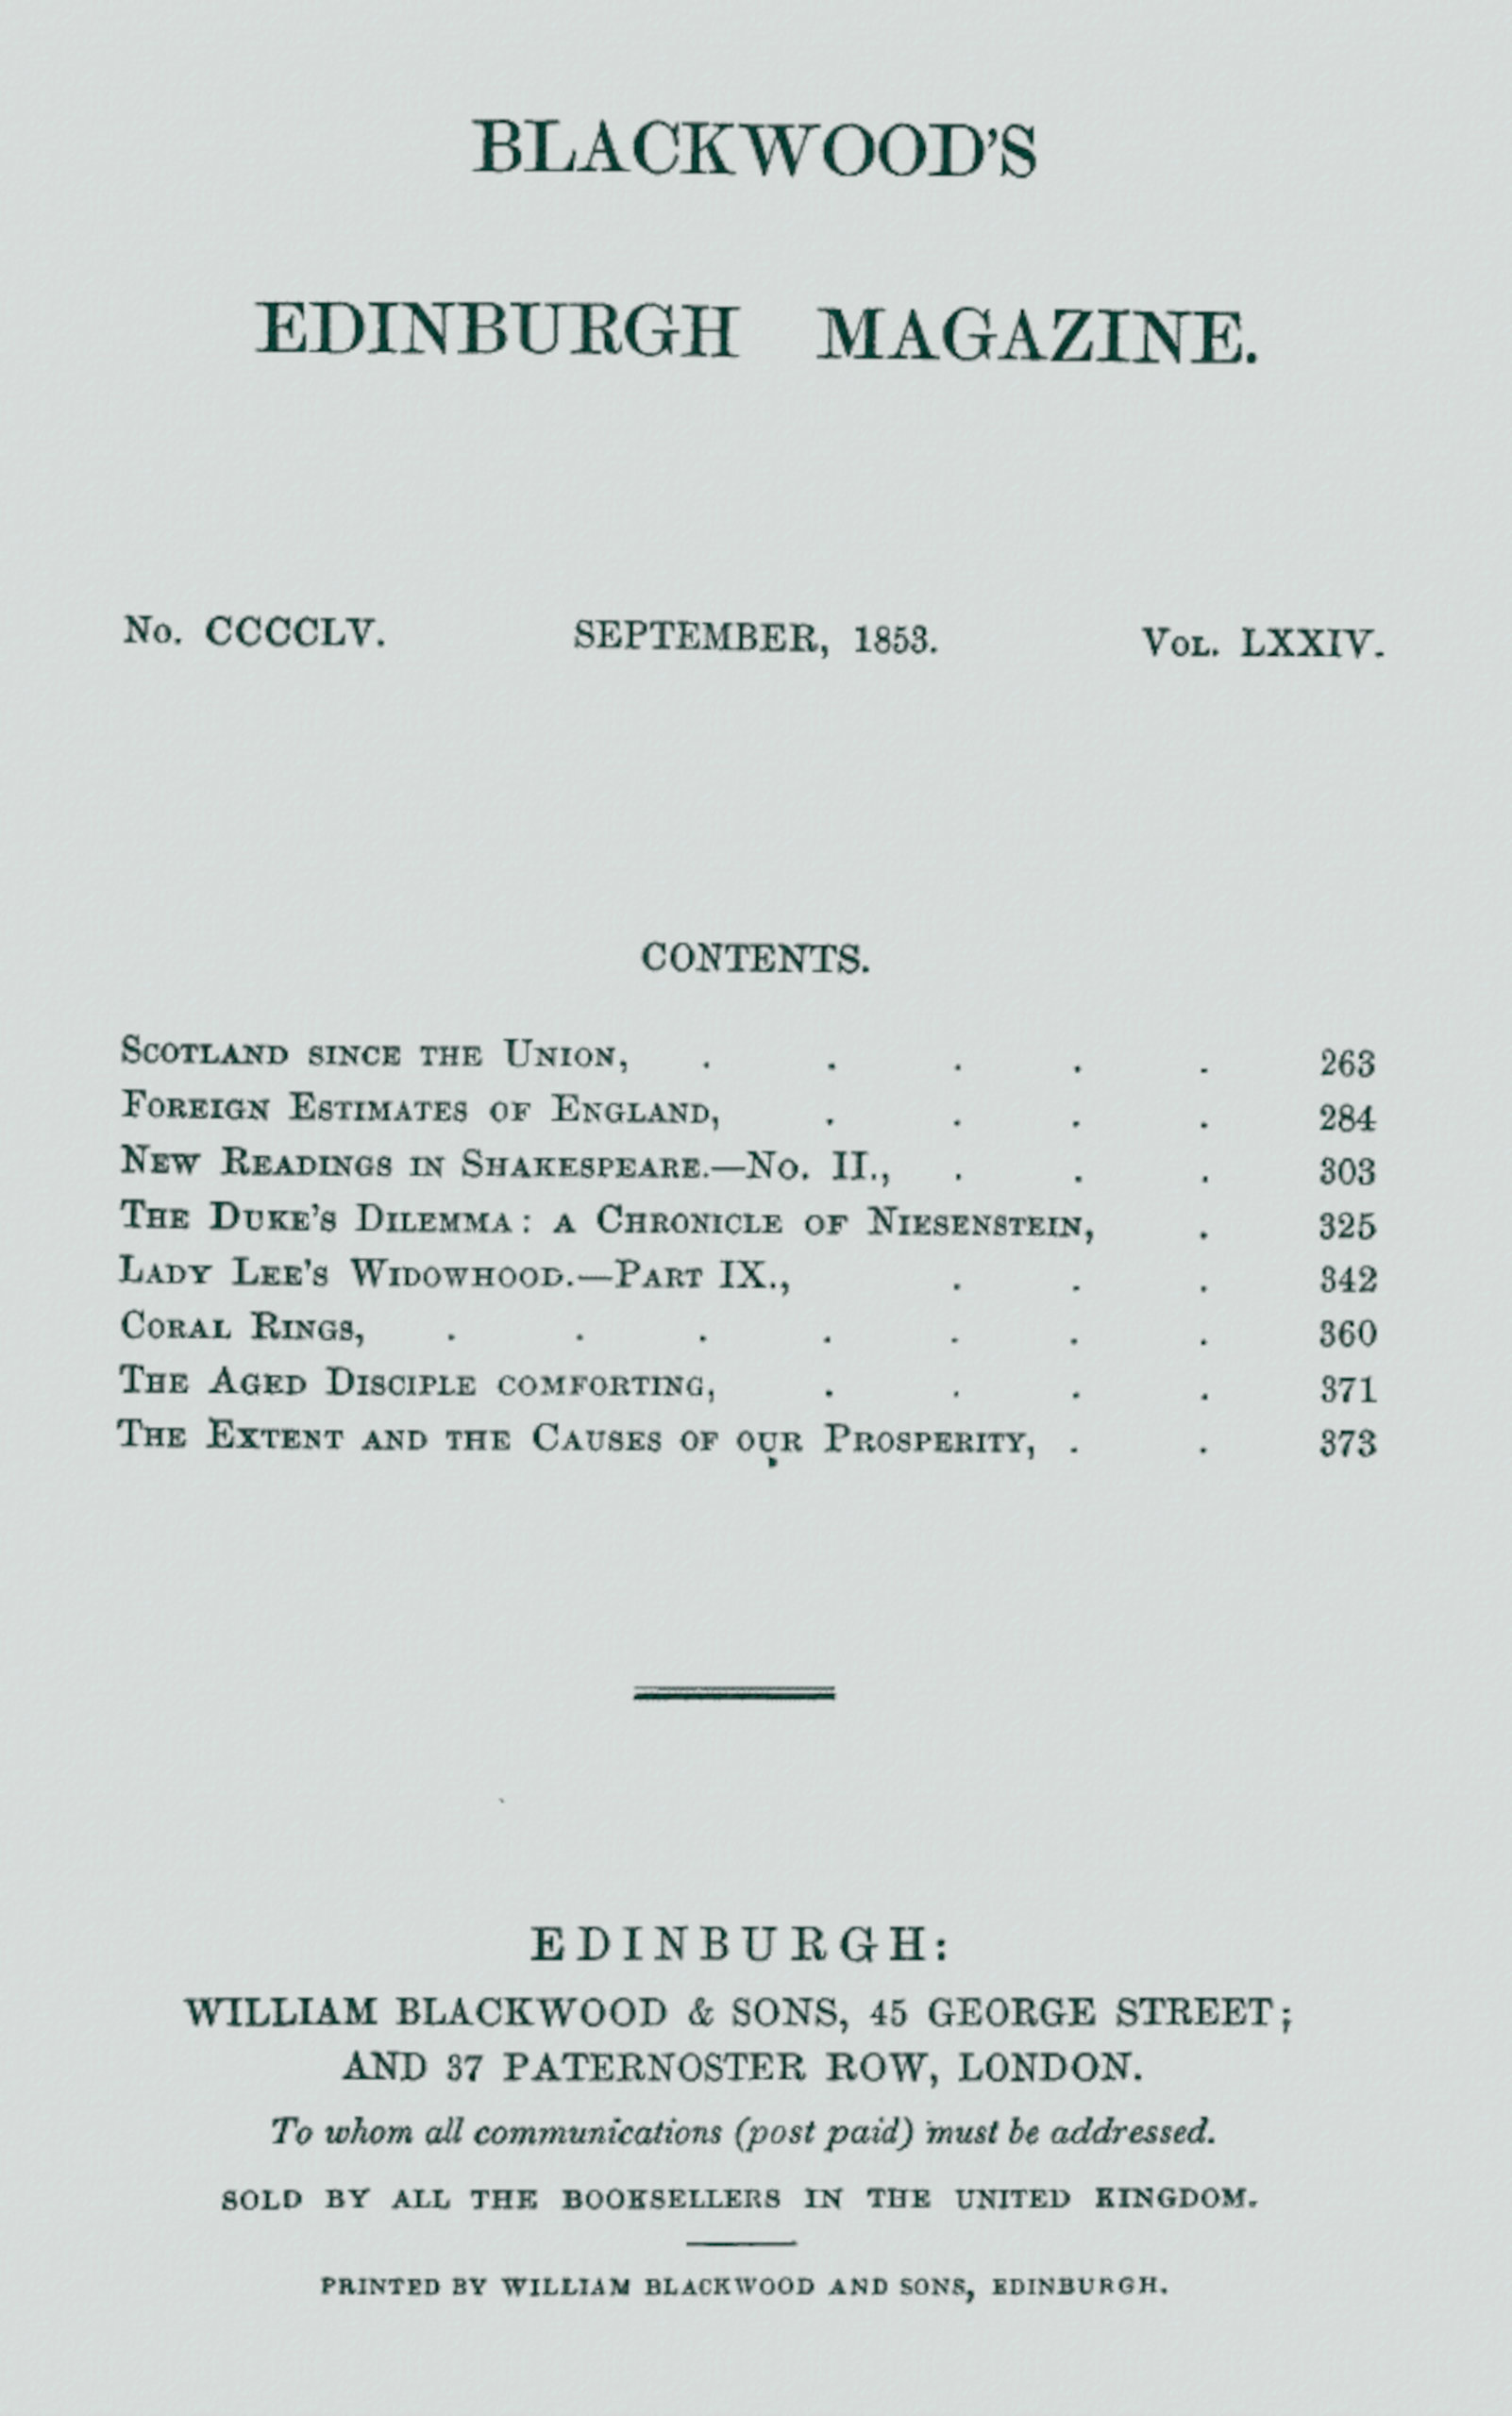 BLACKWOOD'S
EDINBURGH MAGAZINE.
No. CCCCLV. SEPTEMBER, 1853. Vol. LXXIV.
CONTENTS.
Scotland since the Union, . . . . . 263
Foreign Estimates of England, . . . . 284
New Readings in Shakespeare.—No. II., . . . 303
The Duke's Dilemma: a Chronicle of Niesenstein, . 325
Lady Lee's Widowhood.—Part IX., . . . 342
Coral Rings, . . . . . . . 360
The Aged Disciple comforting, . . . . 371
The Extent and the Causes of our Prosperity, . . 373
EDINBURGH:
WILLIAM BLACKWOOD & SONS, 45 GEORGE STREET;
AND 37 PATERNOSTER ROW, LONDON.
To whom all communications (post paid) must be addressed.
SOLD BY ALL THE BOOKSELLERS IN THE UNITED KINGDOM.
PRINTED BY WILLIAM BLACKWOOD AND SONS, EDINBURGH.